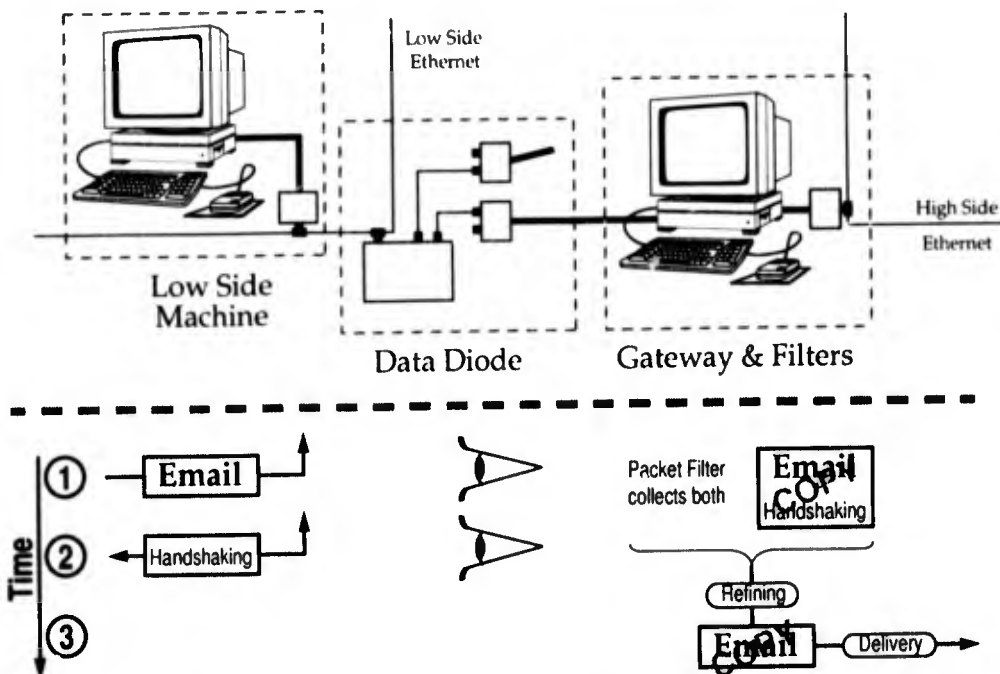 Low Side
Ethernet
High Side
Ethernet
Low Side
Machine
Data Diode
Gateway & Filters
Time
1
Email
Packet Filter
collects both
Email
COPY
Handshaking
2
Handshaking
Refining
3
Email
COPY
Delivery